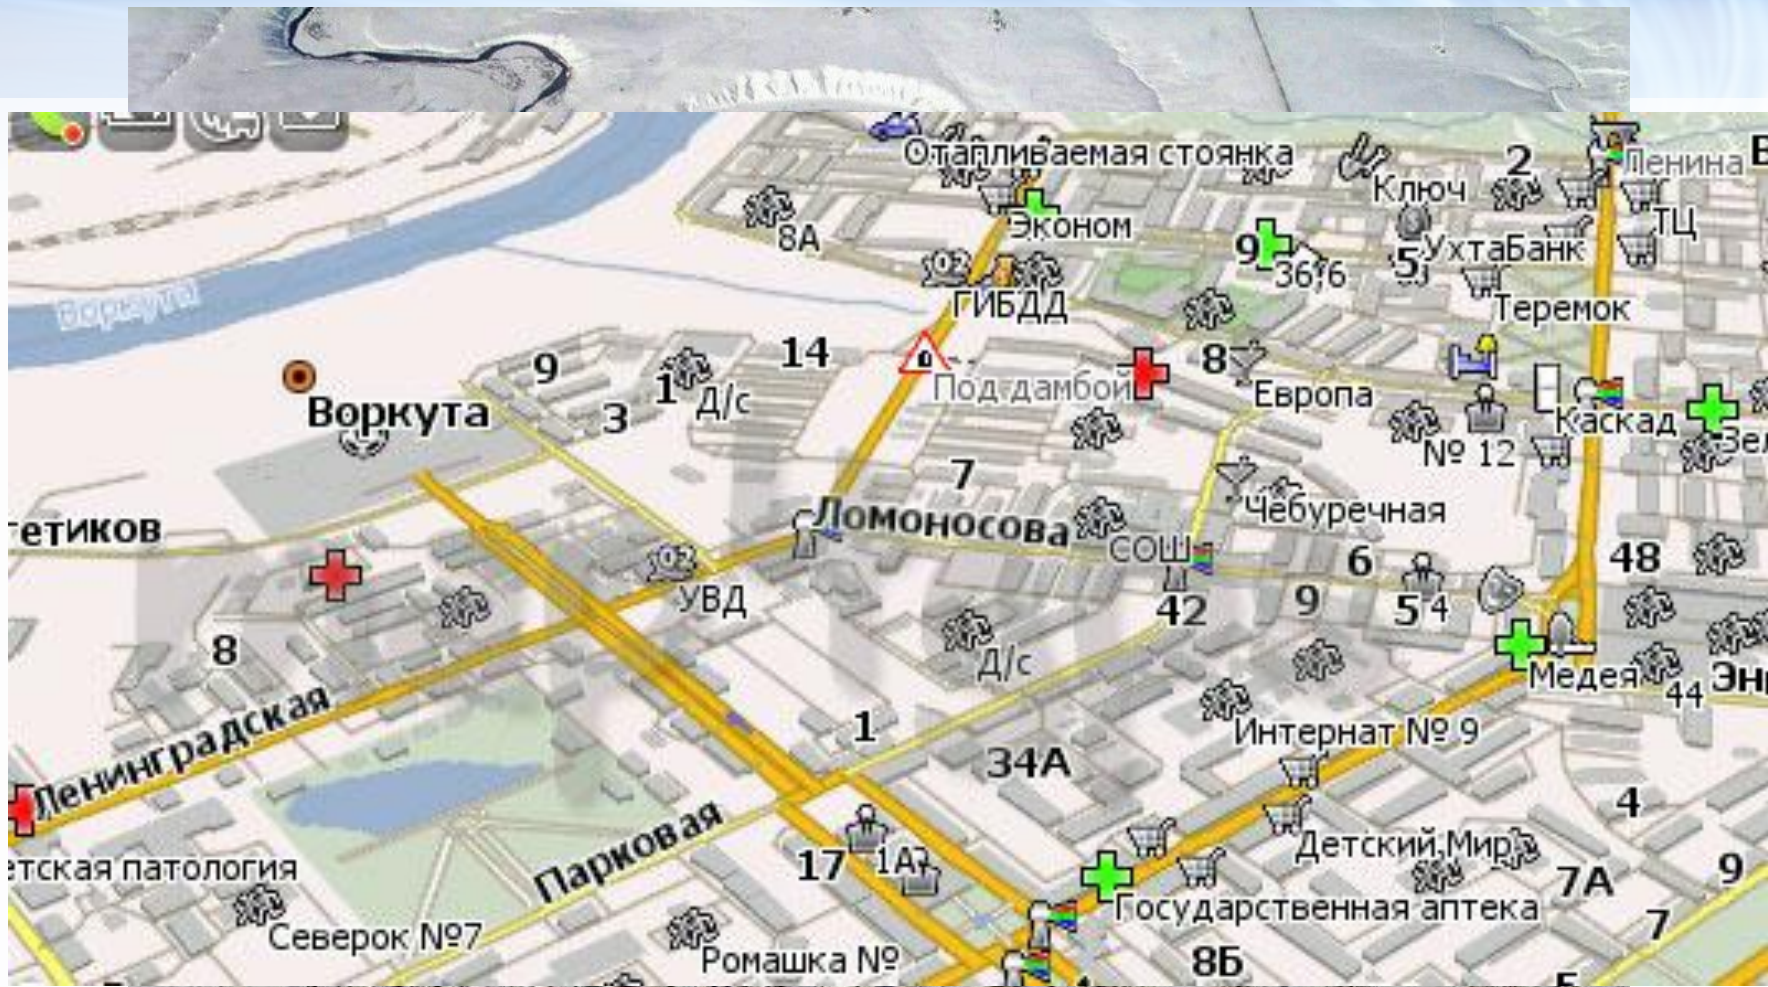 Отапливаемая стоянка
2
Ленина
Ключ
ТЦ
8А
Эконом
9
36,6
5
УхтаБанк
02
ГИБДД
Теремок
Воркута
14
9
1
Д/с
3
Под дамбой
8
Европа
Каскад
№ 12
Воркута
7
Чебуречная
Ломоносова
СОШ
6
48
02
УВД
42
9
54
8
Д/с
Медея
44
Ленинградская
1
Интернат № 9
34А
4
Парковая
17
1А
Детский Мир
7А
9
етская патология
Государственная аптека
7
Северок №7
Ромашка №
8Б